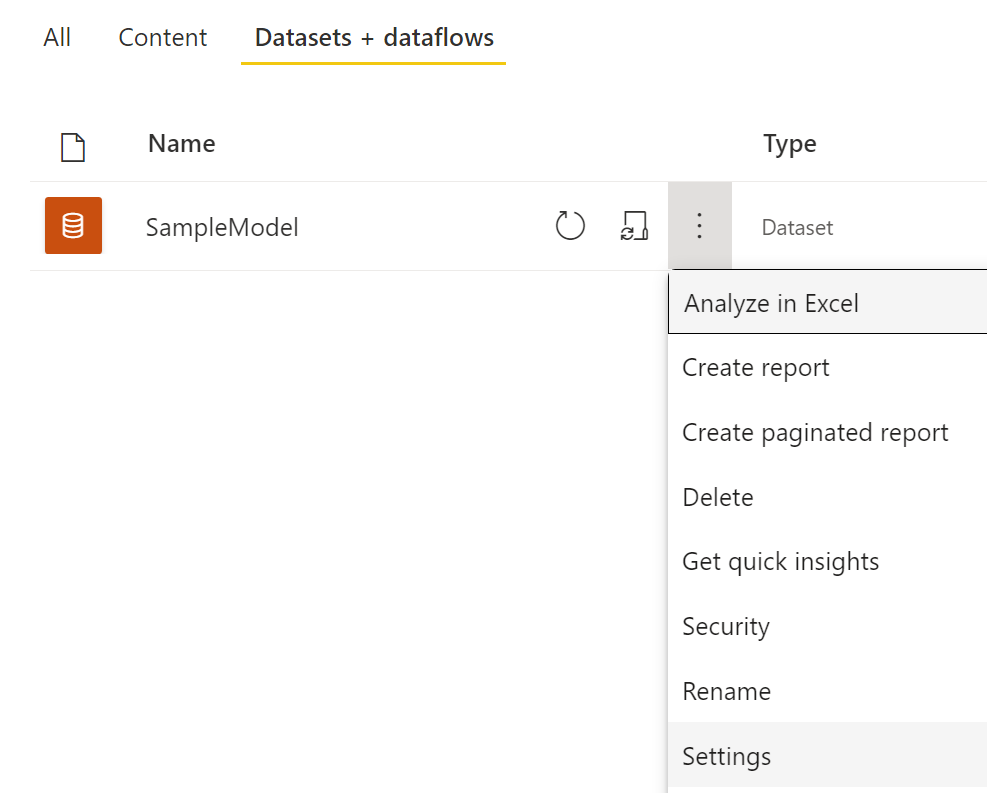 All Content Datasets + dataflows
Name Type
SampleModel Dataset
Analyze in Excel
Create report
Create paginated report
Delete
Get quick insights
Security
Rename
Settings